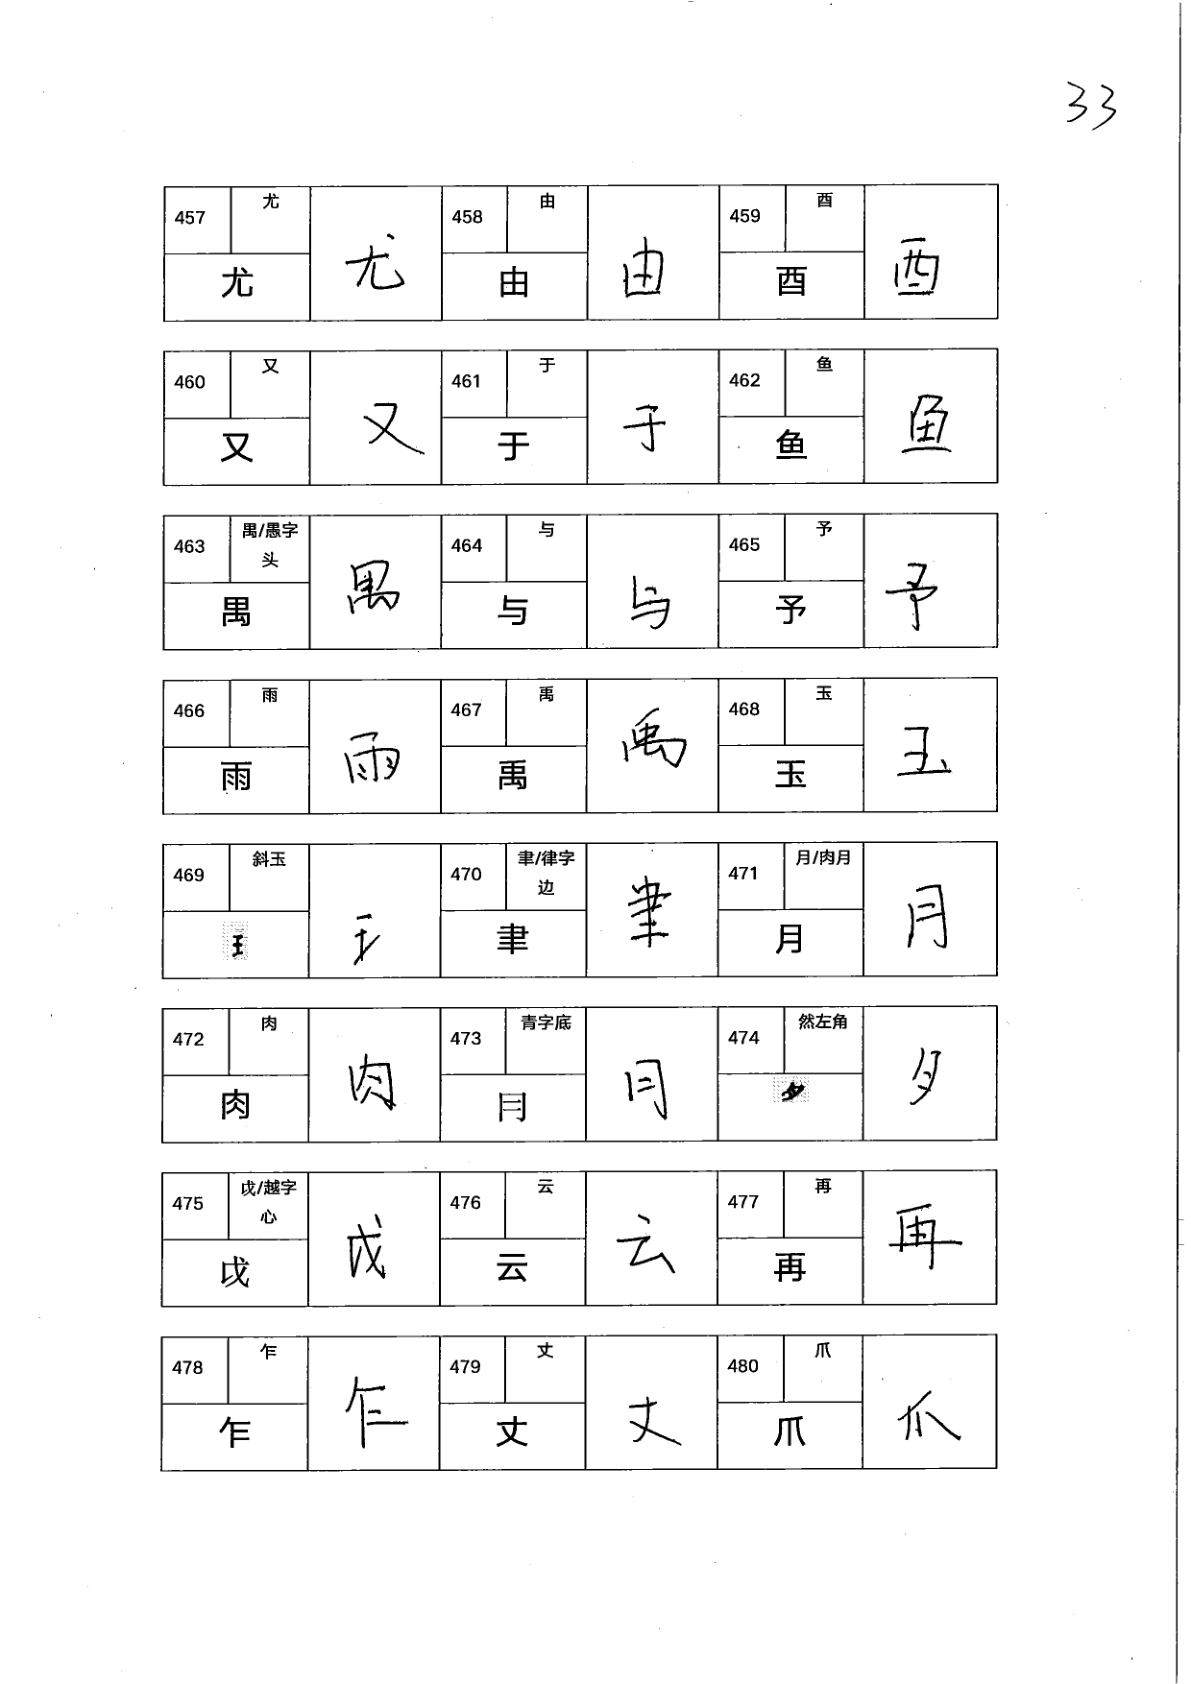 33
457 尤 尤 尤 458 由 由 由 459 酉 酉 酉
460 又 又 又 461 于 于 于 462 鱼 鱼 鱼
463 禺/愚字头 禺 禺 464 与 与 与 465 予 予 予
466 雨 雨 雨 467 禹 禹 禹 468 玉 玉 玉
469 斜玉 𤣩 𤣩 470 聿/律字边 聿 聿 471 月/肉月 月 月
472 肉 肉 肉 473 青字底 ⺝ ⺝ 474 然左角
475 戉/越字心 戉 戉 476 云 云 云 477 再 再 再
478 乍 乍 乍 479 丈 丈 丈 480 爪 爪 爪